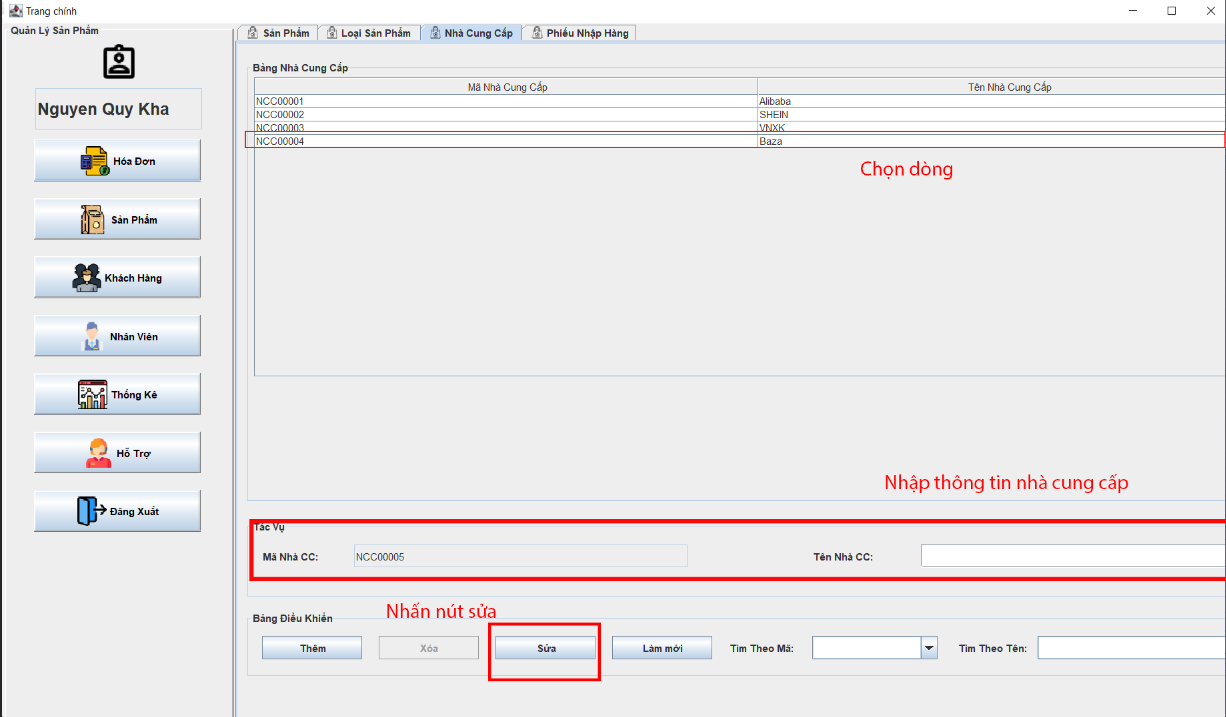 Trang chính
Quản Lý Sản Phẩm
Nguyen Quy Kha
Hóa Đơn
Sản Phẩm
Khách Hàng
Nhân Viên
Thống Kê
Hỗ Trợ
Đăng Xuất
Sản Phẩm Loại Sản Phẩm Nhà Cung Cấp Phiếu Nhập Hàng
Bảng Nhà Cung Cấp
Mã Nhà Cung Cấp Tên Nhà Cung Cấp
NCC00001 Alibaba
NCC00002 SHEIN
NCC00003 VNXK
NCC00004 Baza
Chọn dòng
Nhập thông tin nhà cung cấp
Tác Vụ
Mã Nhà CC: NCC00005 Tên Nhà CC:
Nhấn nút sửa
Bảng Điều Khiển
Thêm Xóa Sửa Làm mới Tìm Theo Mã: Tìm Theo Tên: